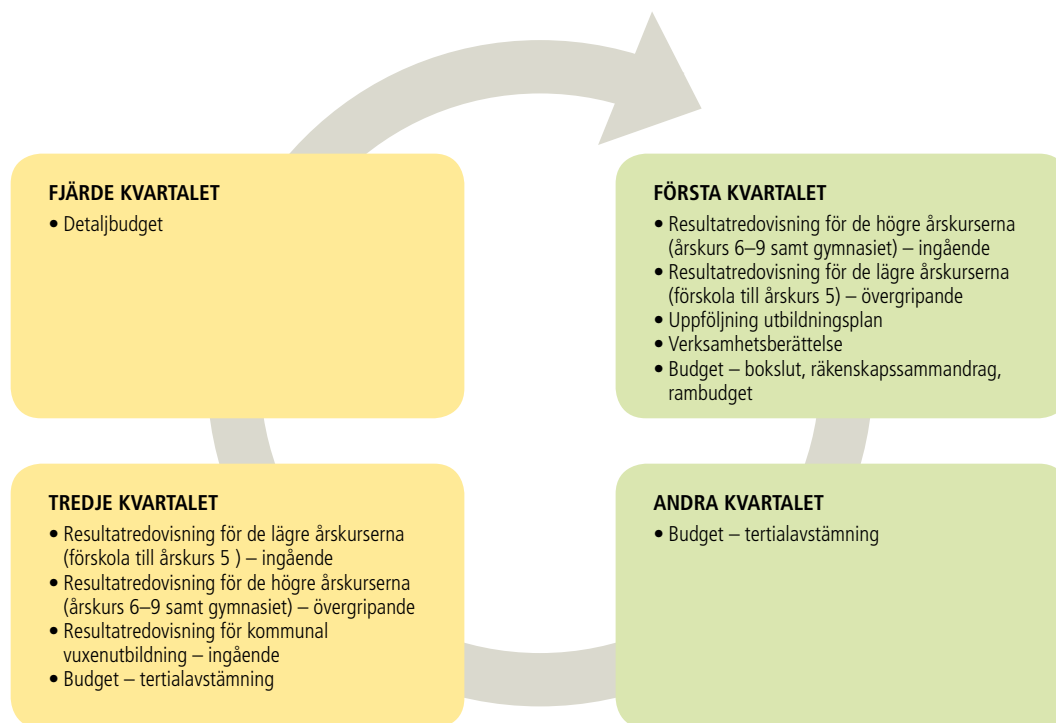 FJÄRDE KVARTALET
• Detaljbudget
FÖRSTA KVARTALET
• Resultatredovisning för de högre årskurserna
(årskurs 6–9 samt gymnasiet) – ingående
• Resultatredovisning för de lägre årskurserna
(förskola till årskurs 5) – övergripande
• Uppföljning utbildningsplan
• Verksamhetsberättelse
• Budget – bokslut, räkenskapssammandrag,
rambudget
TREDJE KVARTALET
• Resultatredovisning för de lägre årskurserna
(förskola till årskurs 5 ) – ingående
• Resultatredovisning för de högre årskurserna
(årskurs 6–9 samt gymnasiet) – övergripande
• Resultatredovisning för kommunal
vuxenutbildning – ingående
• Budget – tertialavstämning
ANDRA KVARTALET
• Budget – tertialavstämning